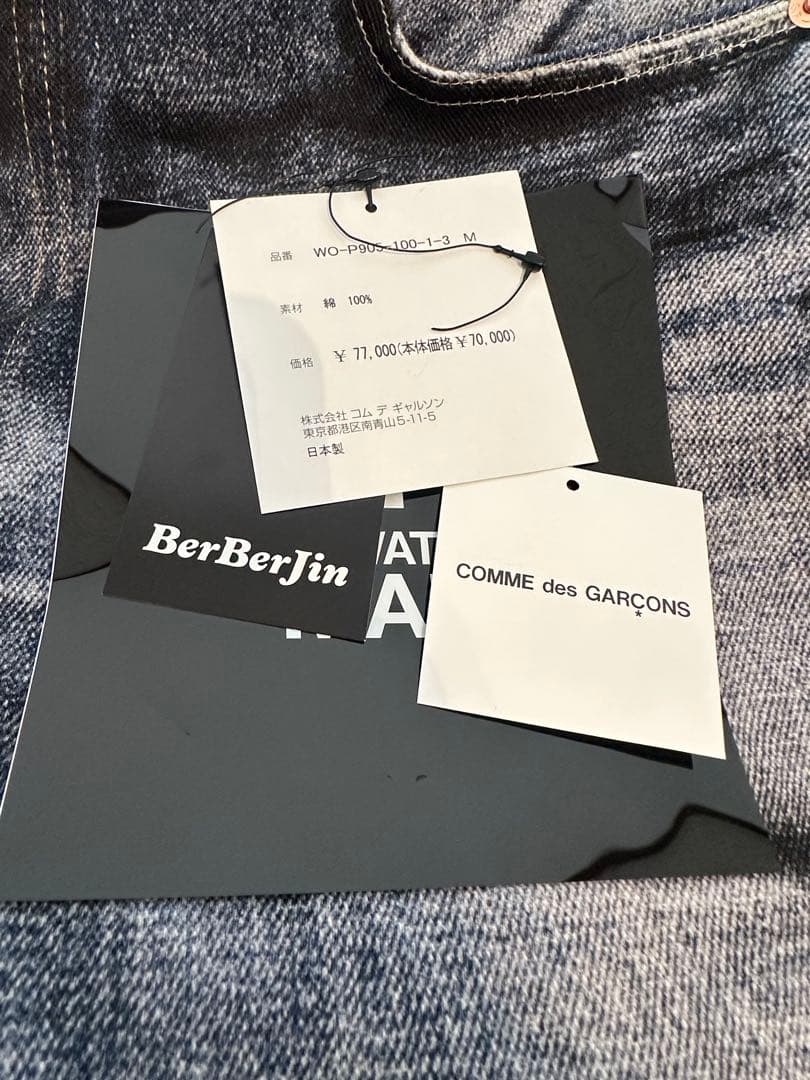 品番 WO-P905-100-1-3 M
素材 綿 100%
価格 ¥ 77,000(本体価格 ¥70,000)
株式会社 コム デ ギャルソン
東京都港区南青山5-11-5
日本製
BerBerJin
COMME des GARÇONS
*